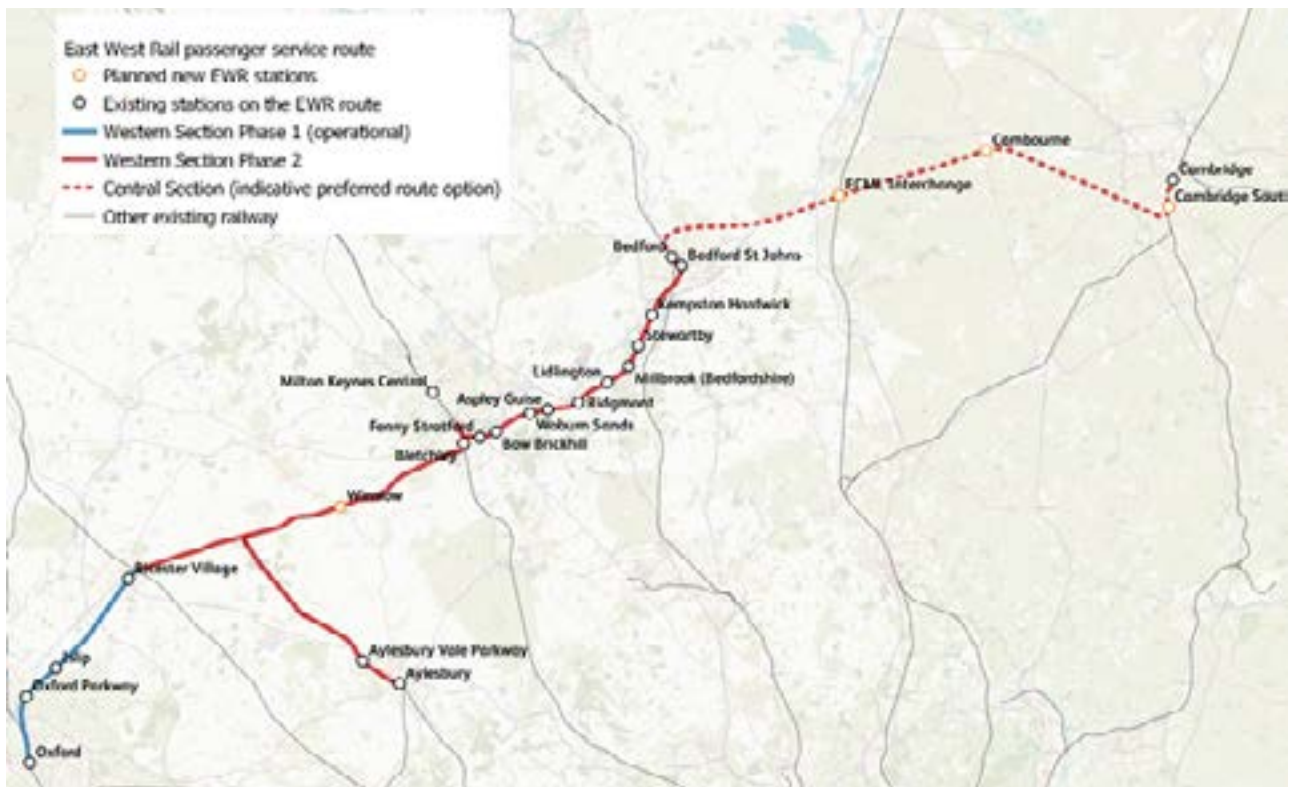 East West Rail passenger service route
Planned new EWR stations
Existing stations on the EWR route
Western Section Phase 1 (operational)
Western Section Phase 2
Central Section (indicative preferred route option)
Other existing railway
Cambourne
Cambridge
ECML Interchange
Cambridge South
Bedford
Bedford St Johns
Kempston Hardwick
Stewartby
Lidlington
Millbrook (Bedfordshire)
Milton Keynes Central
Aspley Guise
Ridgmont
Woburn Sands
Fenny Stratford
Bow Brickhill
Bletchley
Winslow
Bicester Village
Aylesbury Vale Parkway
Islip
Aylesbury
Oxford Parkway
Oxford